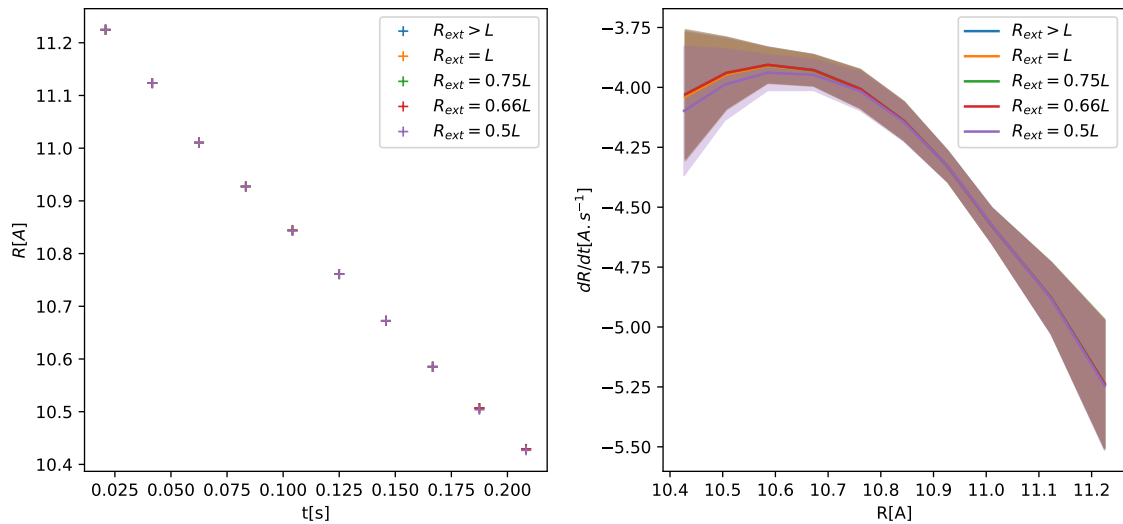 11.2
11.1
11.0
10.9
10.8
10.7
10.6
10.5
10.4
R[A]
0.025 0.050 0.075 0.100 0.125 0.150 0.175 0.200
t[s]
R_ext > L
R_ext = L
R_ext = 0.75L
R_ext = 0.66L
R_ext = 0.5L
−3.75
−4.00
−4.25
−4.50
−4.75
−5.00
−5.25
−5.50
dR/dt[A.s⁻¹]
10.4 10.5 10.6 10.7 10.8 10.9 11.0 11.1 11.2
R[A]
R_ext > L
R_ext = L
R_ext = 0.75L
R_ext = 0.66L
R_ext = 0.5L